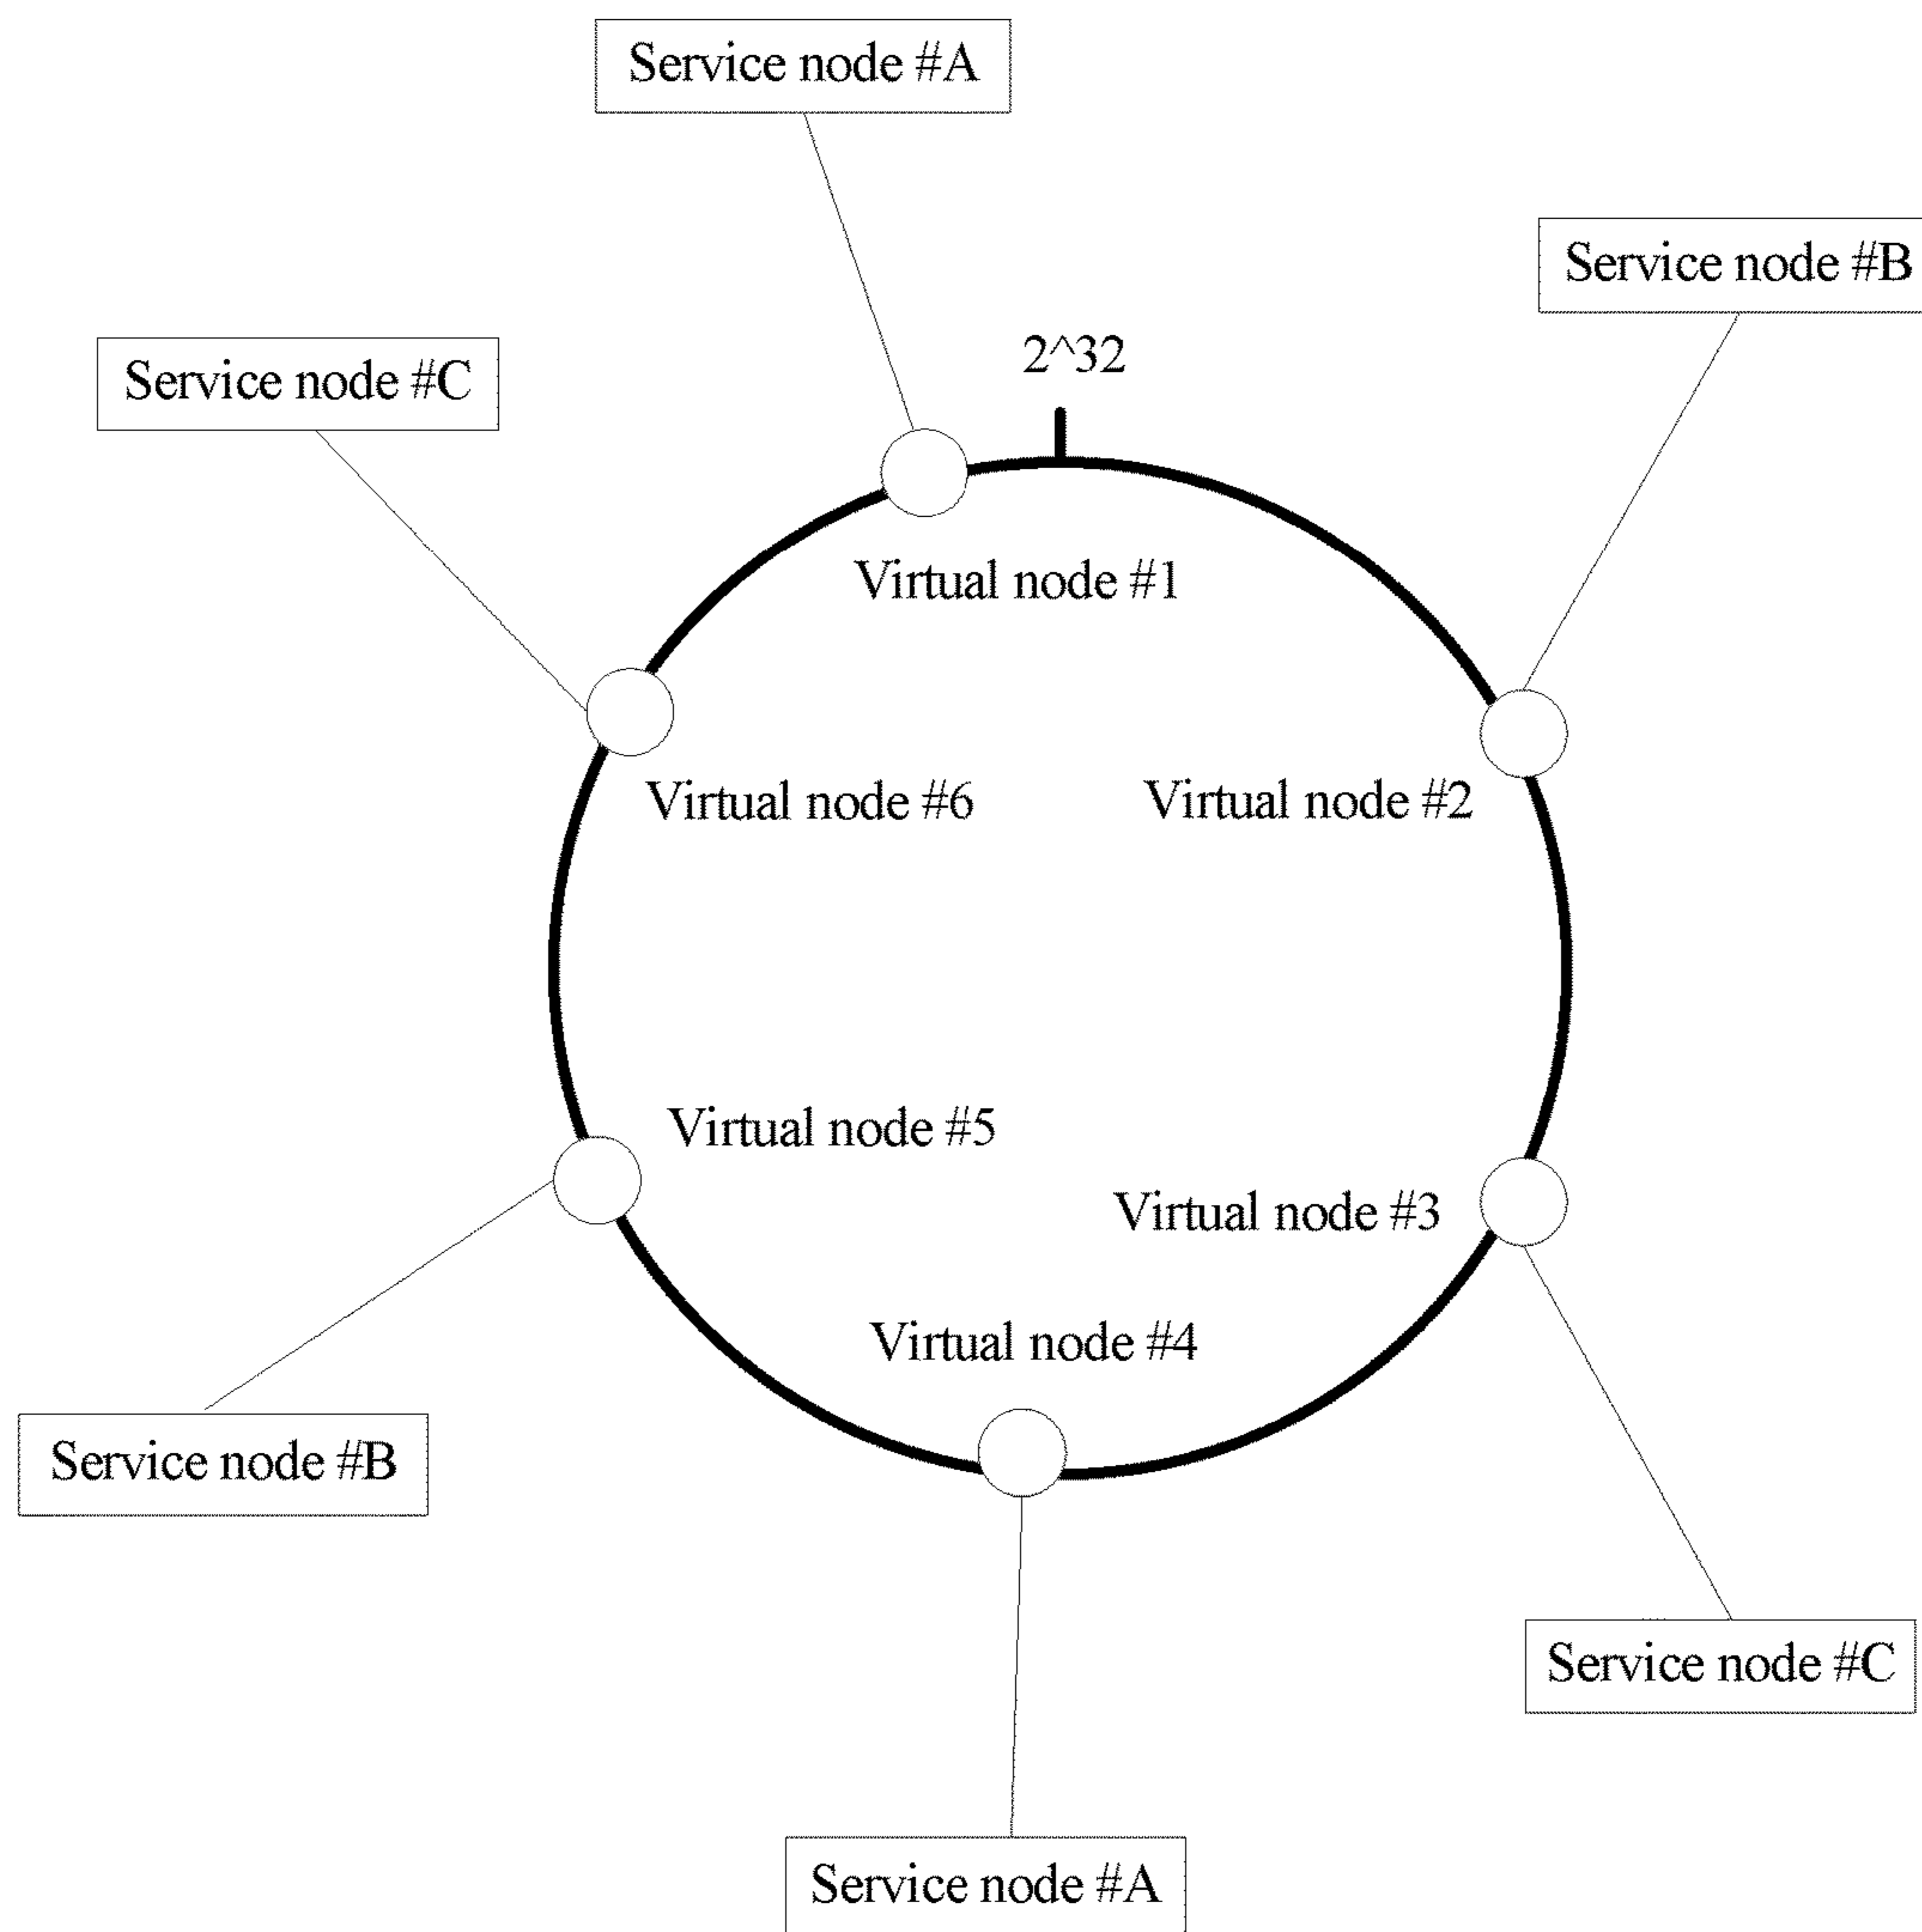 Service node #A
Service node #B
2^32
Service node #C
Virtual node #1
Virtual node #6
Virtual node #2
Virtual node #5
Virtual node #3
Virtual node #4
Service node #B
Service node #C
Service node #A